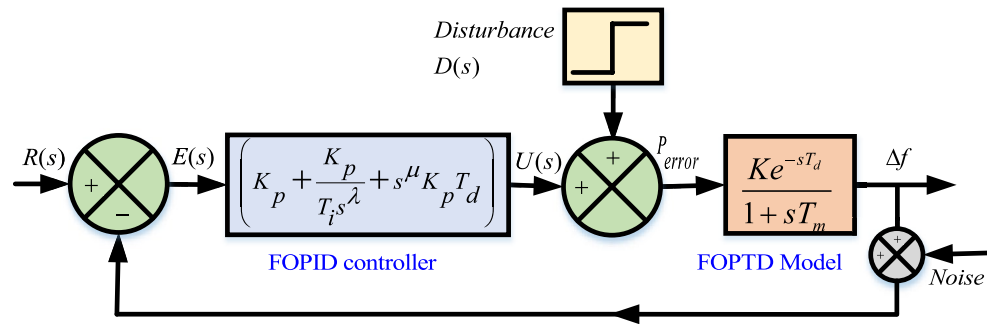 Disturbance
D(s)
R(s)
+
−
E(s)
( K_p + K_p / (T_i s^λ) + s^μ K_p T_d )
U(s)
+
+
P_error
Ke^{-sT_d} / (1 + sT_m)
Δf
+
+
Noise
FOPID controller
FOPTD Model